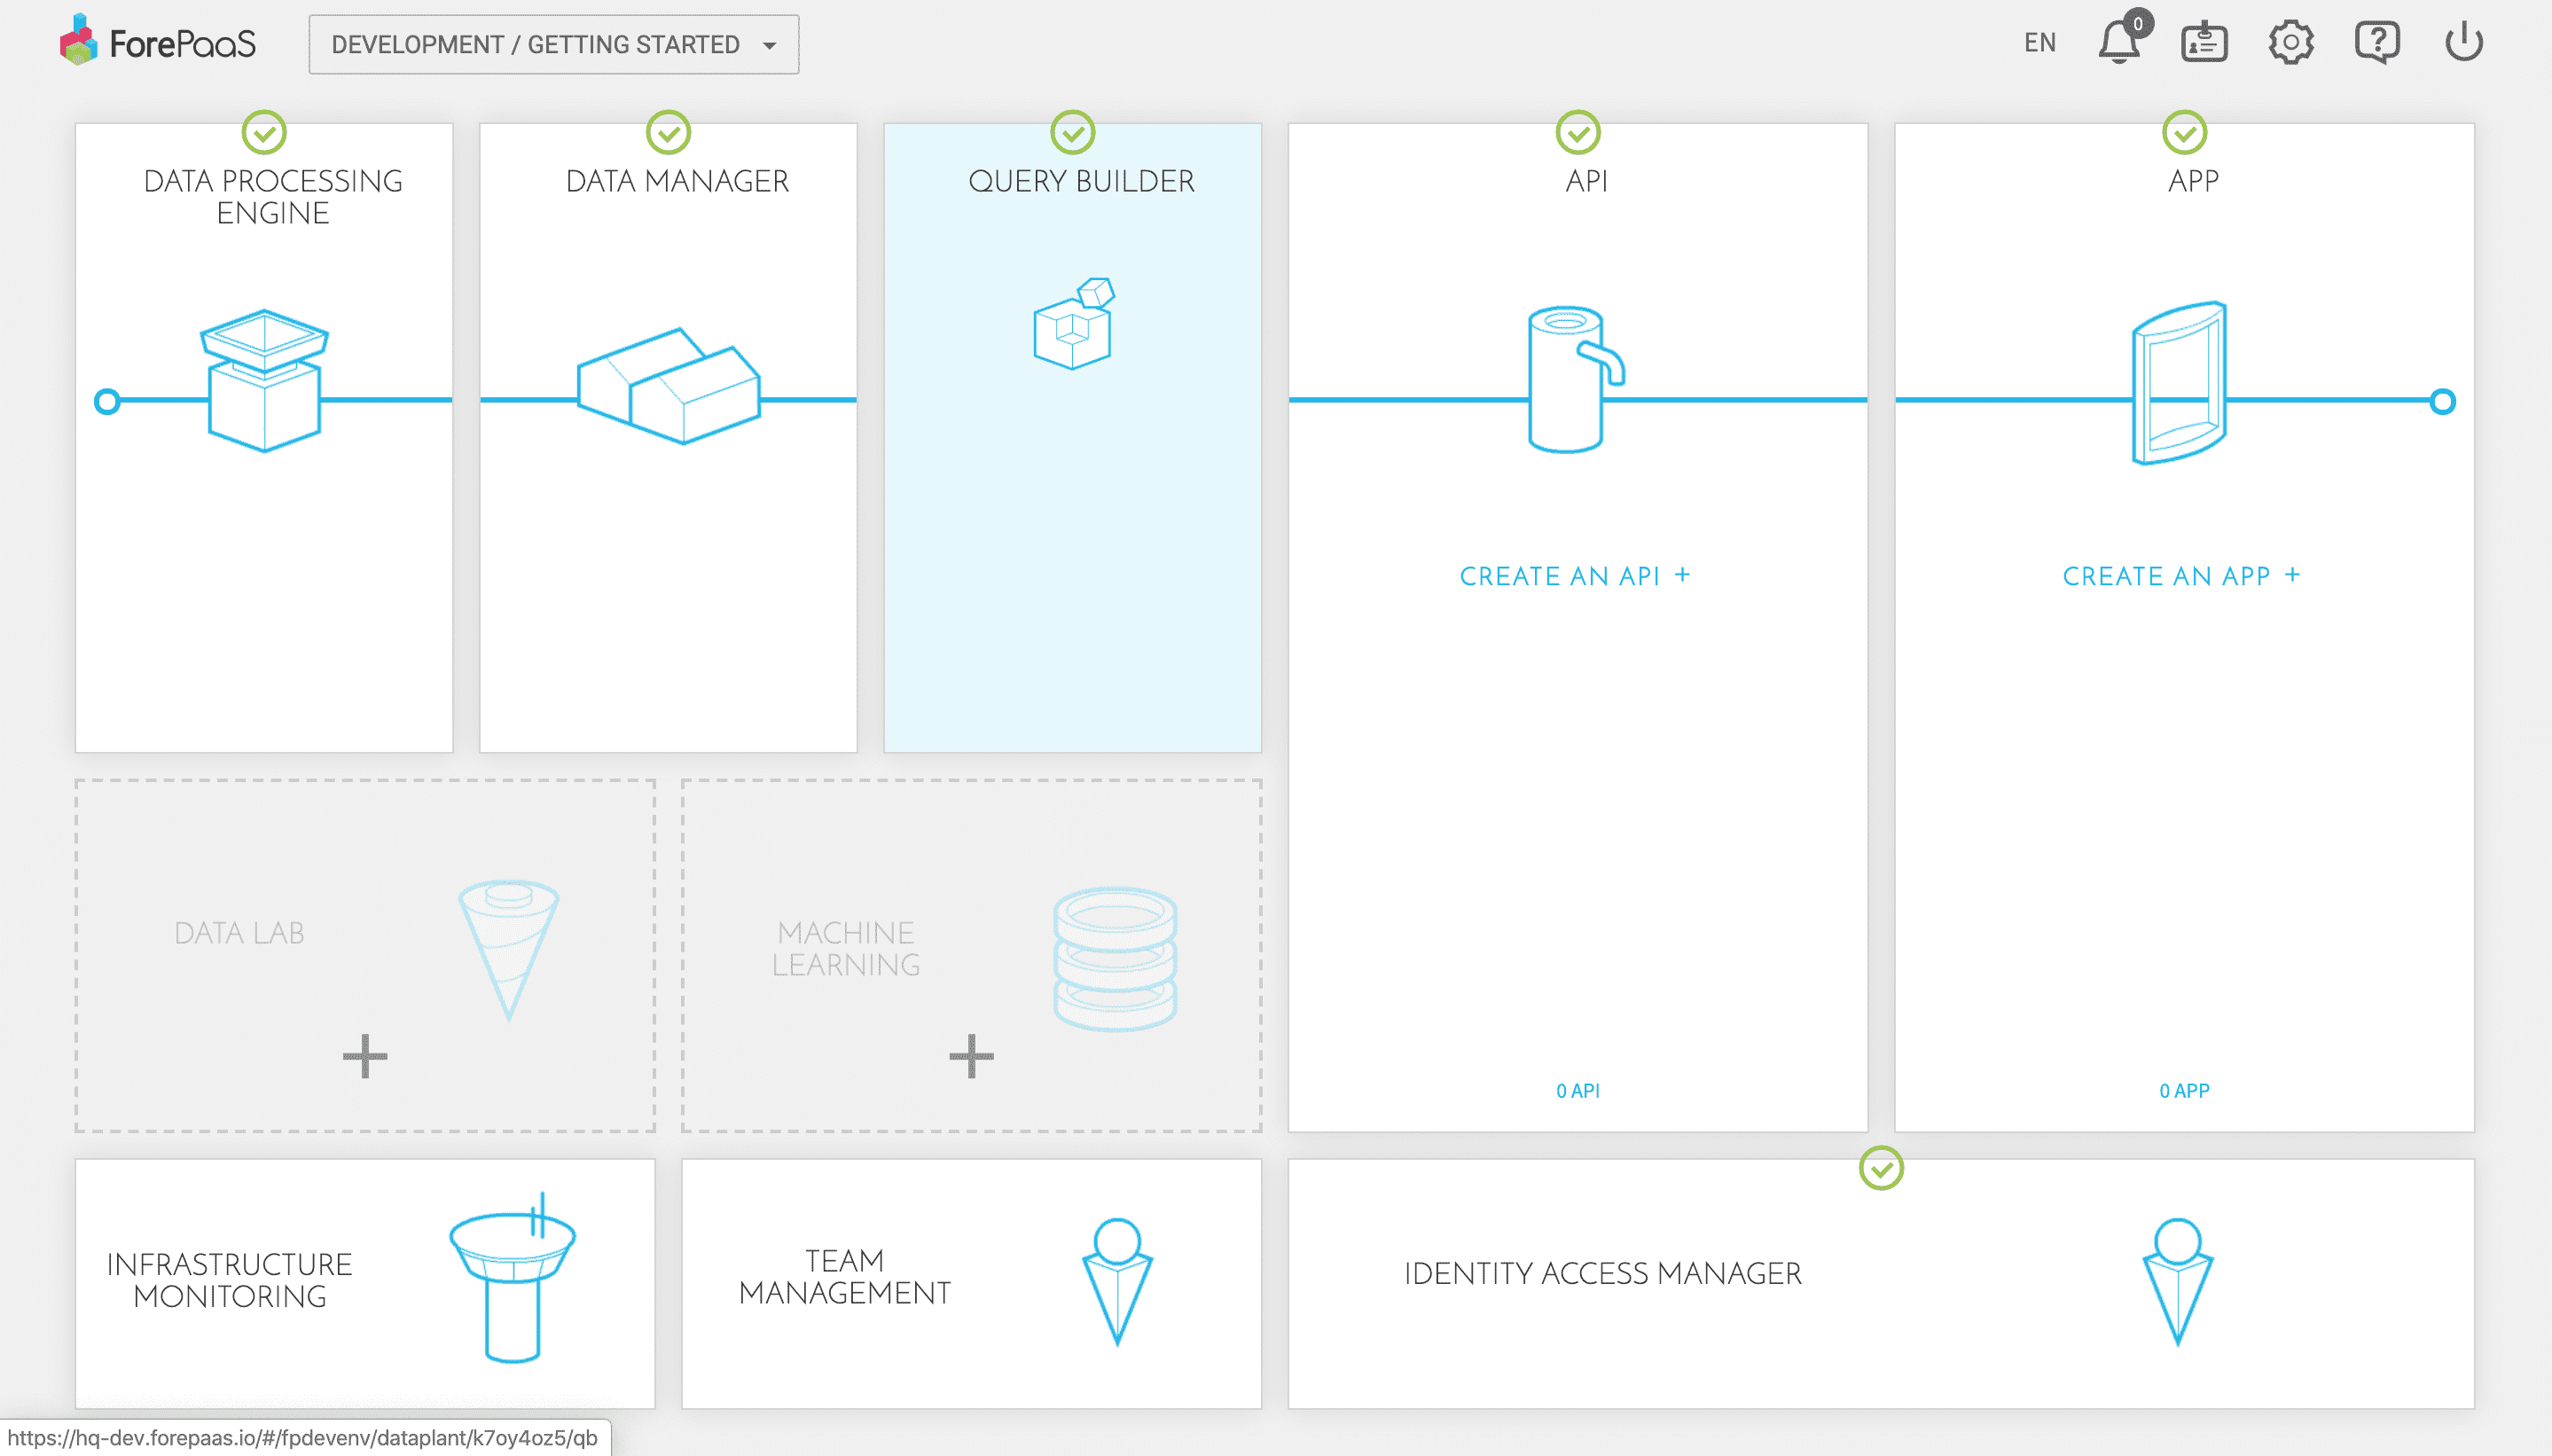 ForePaaS
DEVELOPMENT / GETTING STARTED
EN
0
DATA PROCESSING
ENGINE
DATA MANAGER
QUERY BUILDER
API
APP
CREATE AN API +
CREATE AN APP +
DATA LAB
MACHINE
LEARNING
0 API
0 APP
INFRASTRUCTURE
MONITORING
TEAM
MANAGEMENT
IDENTITY ACCESS MANAGER
https://hq-dev.forepaas.io/#/fpdevenv/dataplant/k7oy4oz5/qb